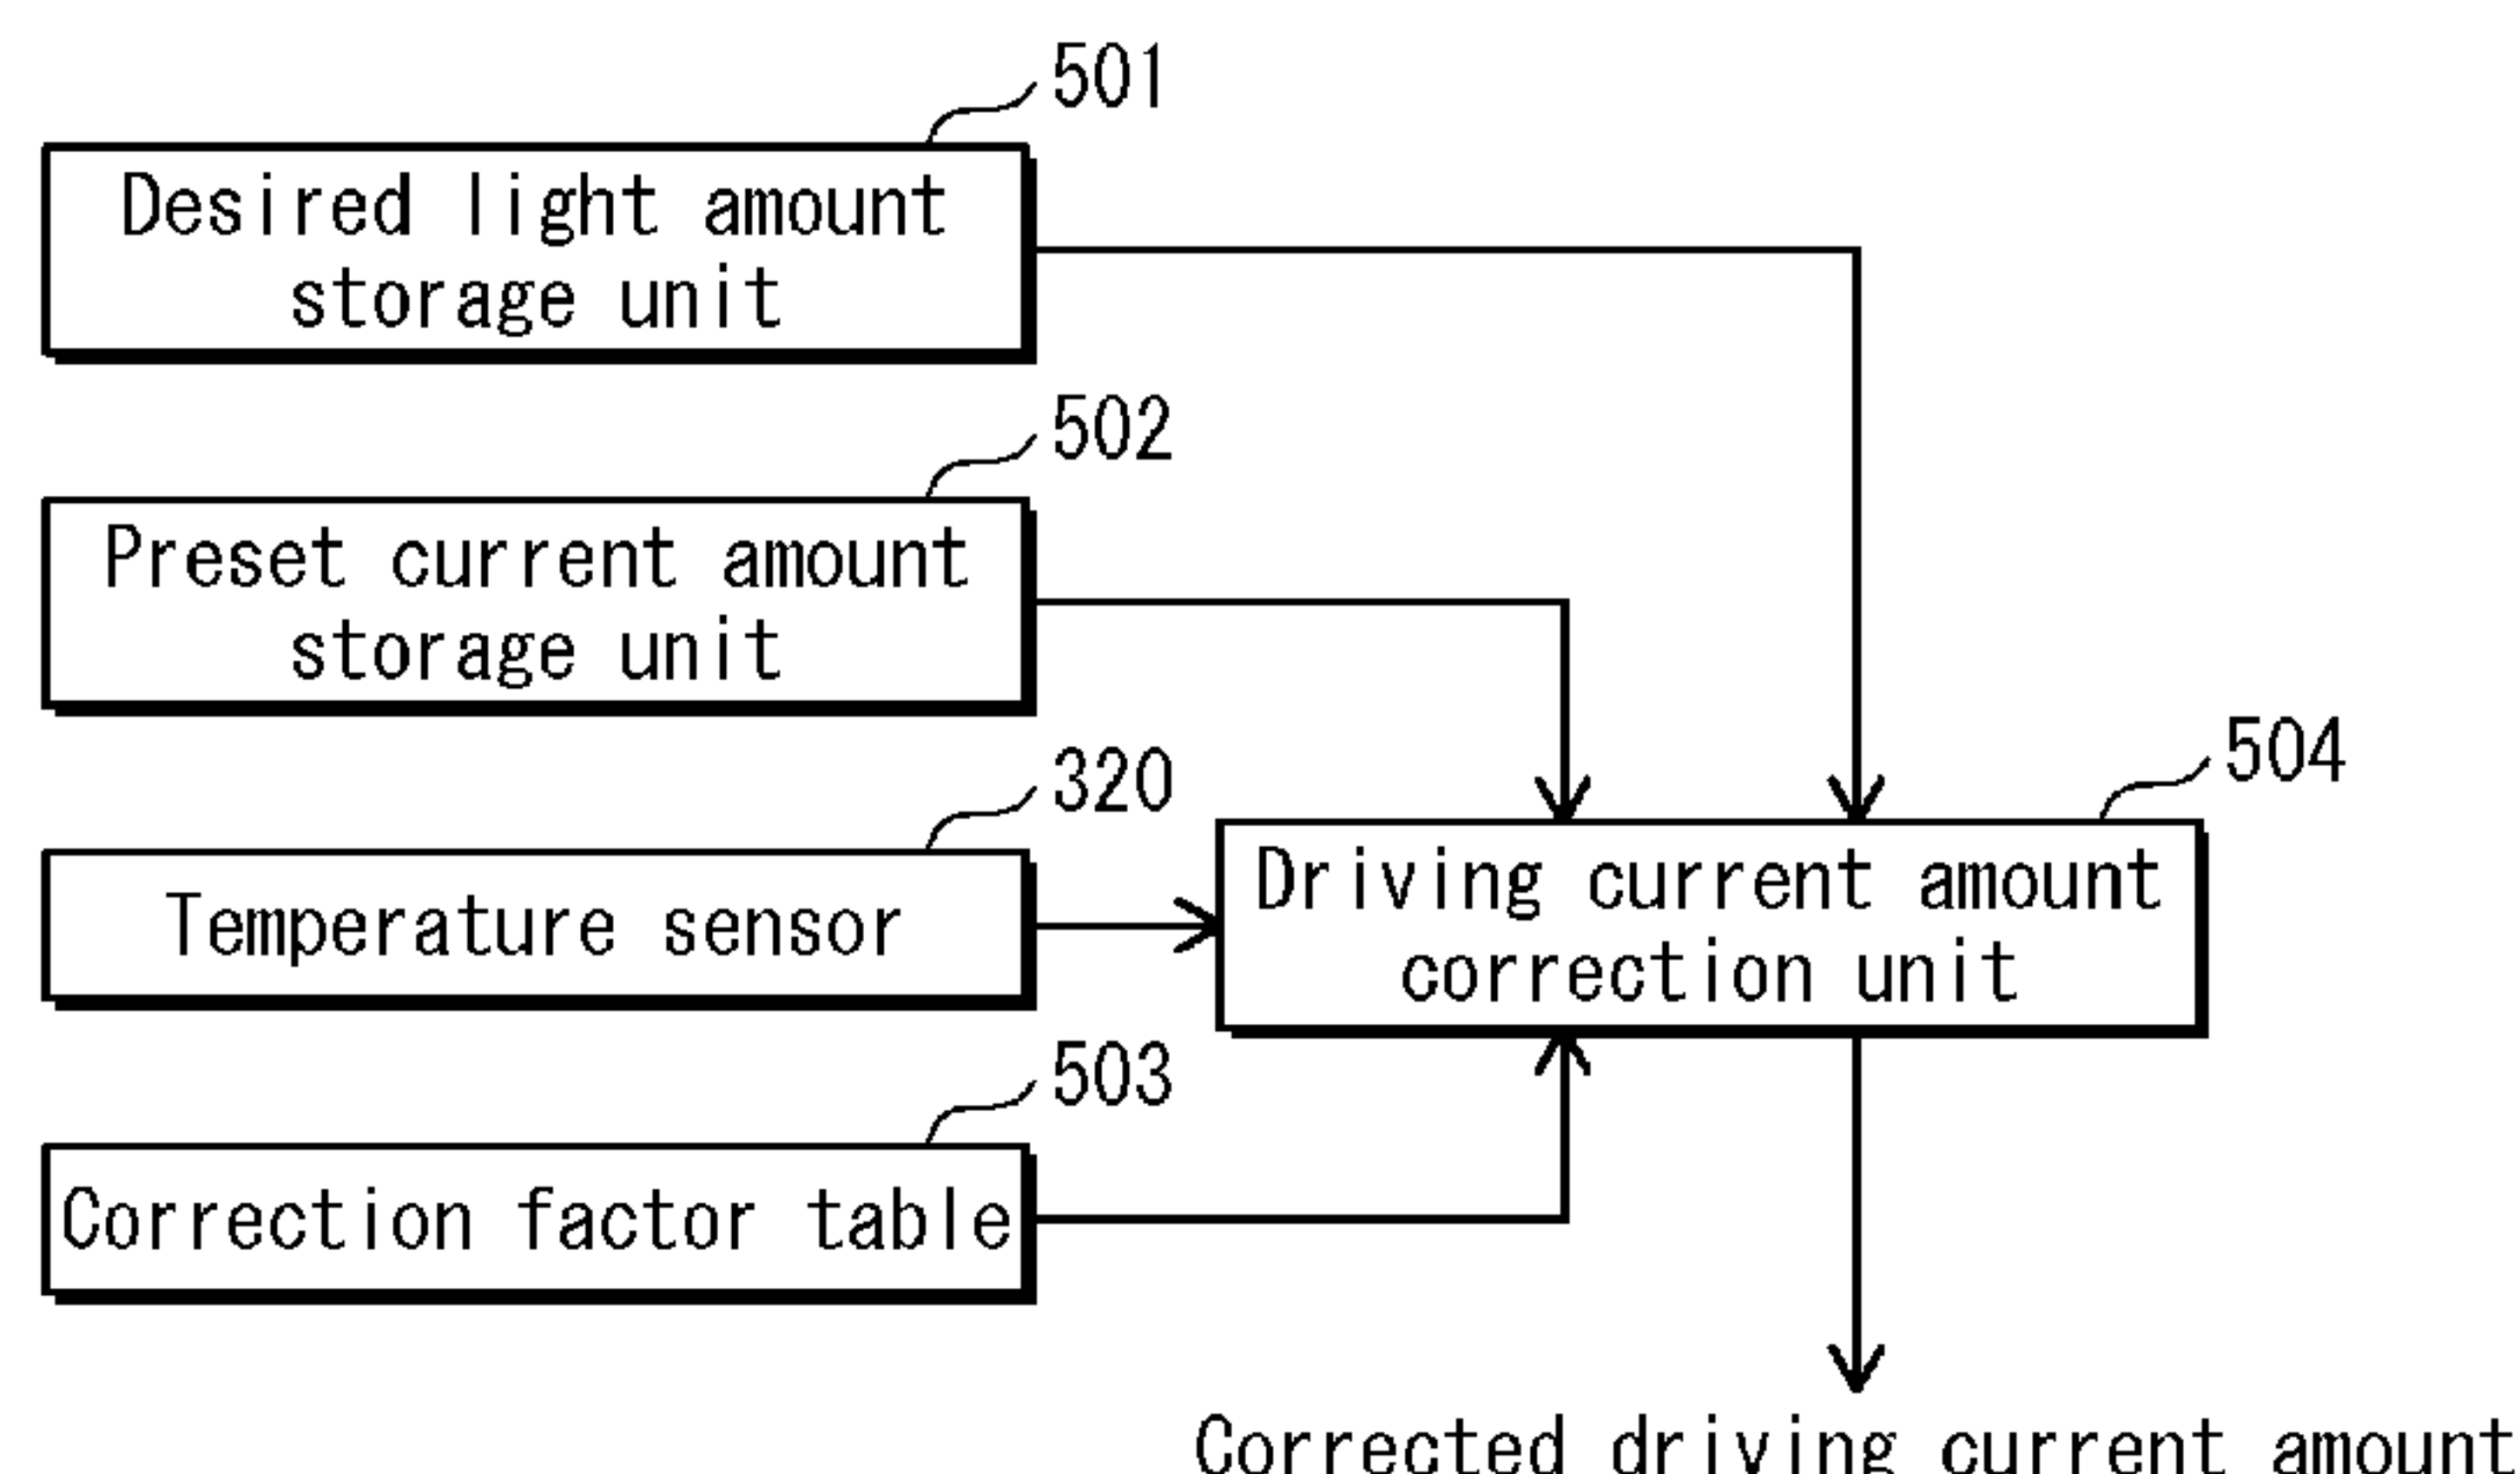 501
Desired light amount
storage unit
502
Preset current amount
storage unit
320
Temperature sensor
504
Driving current amount
correction unit
503
Correction factor table
Corrected driving current amount